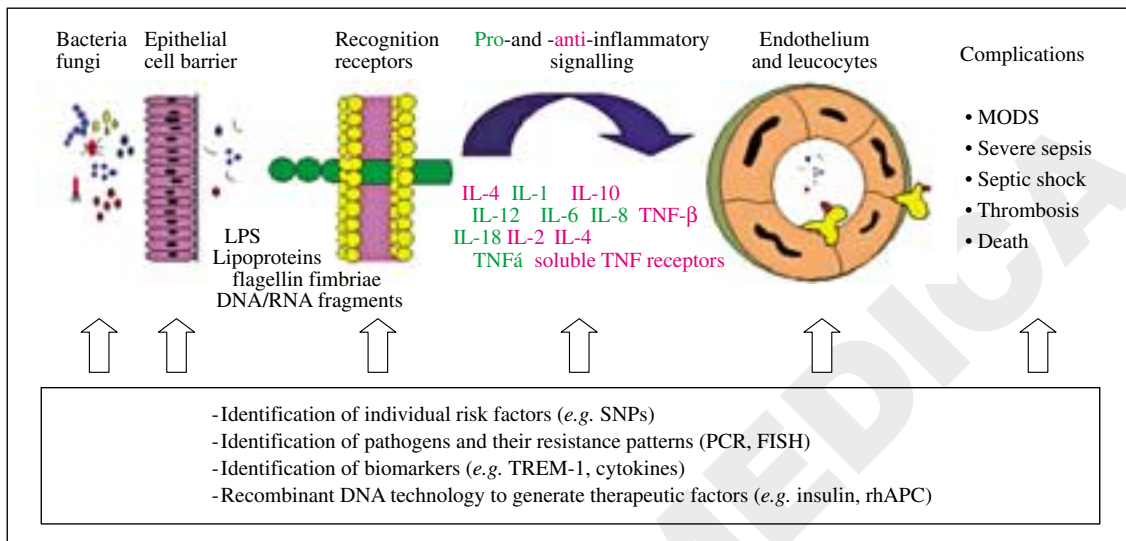 Bacteria
fungi
Epithelial
cell barrier
Recognition
receptors
Pro-and -anti-inflammatory
signalling
Endothelium
and leucocytes
Complications
• MODS
• Severe sepsis
• Septic shock
• Thrombosis
• Death
LPS
Lipoproteins
flagellin fimbriae
DNA/RNA fragments
IL-4 IL-1 IL-10
IL-12 IL-6 IL-8 TNF-β
IL-18 IL-2 IL-4
TNFá soluble TNF receptors
-Identification of individual risk factors (e.g. SNPs)
-Identification of pathogens and their resistance patterns (PCR, FISH)
-Identification of biomarkers (e.g. TREM-1, cytokines)
-Recombinant DNA technology to generate therapeutic factors (e.g. insulin, rhAPC)
MEDICA